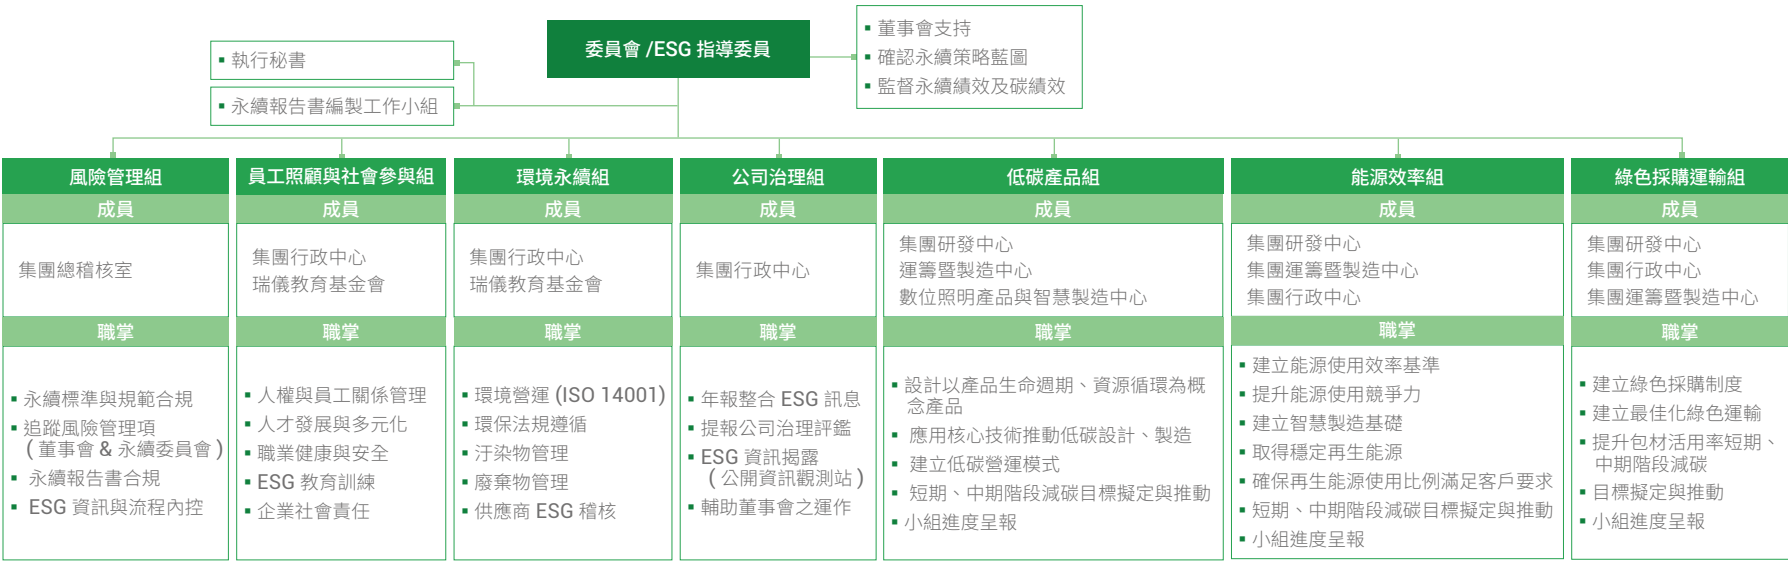 委員會 /ESG 指導委員
董事會支持
確認永續策略藍圖
監督永續績效及碳績效
執行秘書
永續報告書編製工作小組
風險管理組
成員
集團總稽核室
職掌
永續標準與規範合規
追蹤風險管理項
( 董事會 & 永續委員會 )
永續報告書合規
ESG 資訊與流程內控
員工照顧與社會參與組
成員
集團行政中心
瑞儀教育基金會
職掌
人權與員工關係管理
人才發展與多元化
職業健康與安全
ESG 教育訓練
企業社會責任
環境永續組
成員
集團行政中心
瑞儀教育基金會
職掌
環境營運 (ISO 14001)
環保法規遵循
汙染物管理
廢棄物管理
供應商 ESG 稽核
公司治理組
成員
集團行政中心
職掌
年報整合 ESG 訊息
提報公司治理評鑑
ESG 資訊揭露
( 公開資訊觀測站 )
輔助董事會之運作
低碳產品組
成員
集團研發中心
運籌暨製造中心
數位照明產品與智慧製造中心
職掌
設計以產品生命週期、資源循環為概
念產品
應用核心技術推動低碳設計、製造
建立低碳營運模式
短期、中期階段減碳目標擬定與推動
小組進度呈報
能源效率組
成員
集團研發中心
集團運籌暨製造中心
集團行政中心
職掌
建立能源使用效率基準
提升能源使用競爭力
建立智慧製造基礎
取得穩定再生能源
確保再生能源使用比例滿足客戶要求
短期、中期階段減碳目標擬定與推動
小組進度呈報
綠色採購運輸組
成員
集團研發中心
集團行政中心
集團運籌暨製造中心
職掌
建立綠色採購制度
建立最佳化綠色運輸
提升包材活用率短期、
中期階段減碳
目標擬定與推動
小組進度呈報